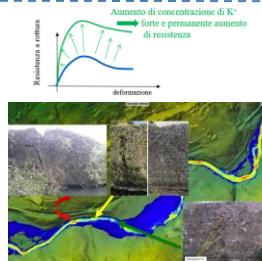 Aumento di concentrazione di K⁺
forte e permanente aumento
di resistenza
Resistenza a rottura
deformazione